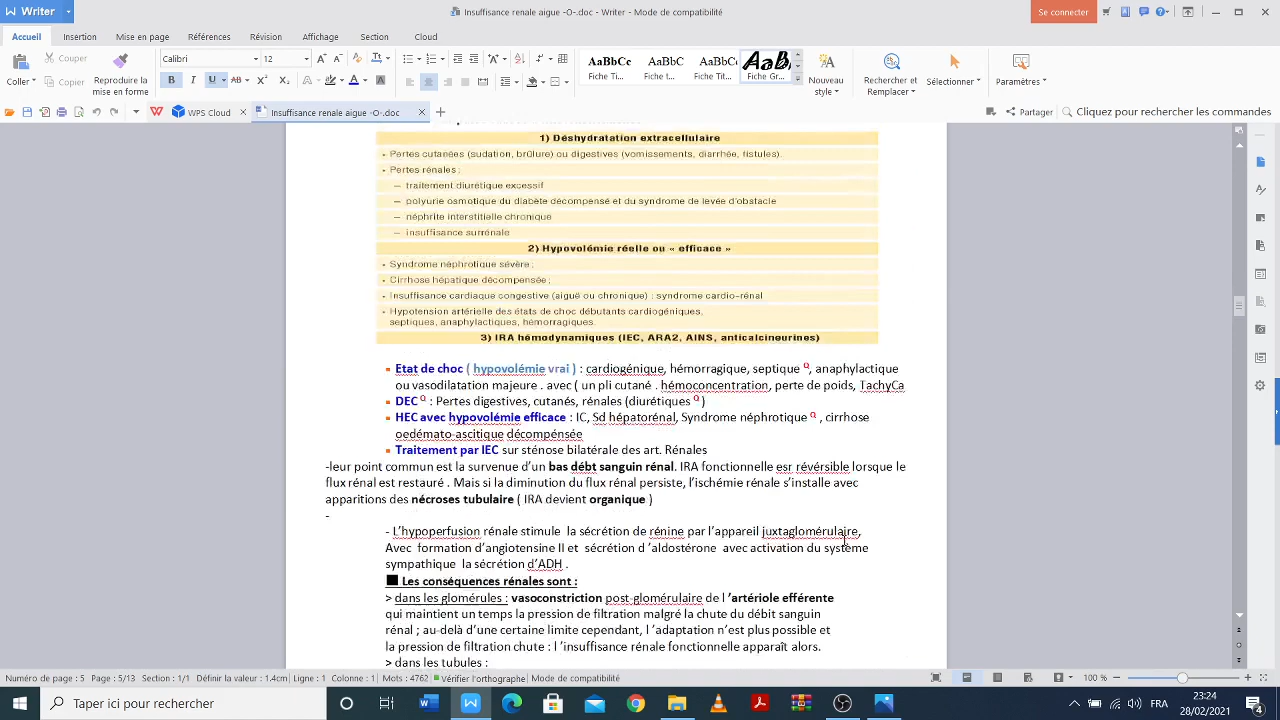 Writer
Insuffisance renale aigue -O-.doc - Writer - Mode de compatibilité
Se connecter
Accueil Insertion Mise en page Références Révision Affichage Section Cloud
Coller Couper Copier Reproduire la mise en forme
Calibri 12
AaBbCc AaBbC AaBbCc AaB
Fiche Ti... Fiche t... Fiche Tit... Fiche Gr...
Nouveau style Rechercher et Remplacer Sélectionner Paramètres
WPS Cloud Insuffisance renale aigue -O-.doc Partager Cliquez pour rechercher les commandes
1) Déshydratation extracellulaire
• Pertes cutanées (sudation, brûlure) ou digestives (vomissements, diarrhée, fistules).
• Pertes rénales :
– traitement diurétique excessif
– polyurie osmotique du diabète décompensé et du syndrome de levée d'obstacle
– néphrite interstitielle chronique
– insuffisance surrénale
2) Hypovolémie réelle ou « efficace »
• Syndrome néphrotique sévère ;
• Cirrhose hépatique décompensée ;
• Insuffisance cardiaque congestive (aiguë ou chronique) : syndrome cardio-rénal
• Hypotension artérielle des états de choc débutants cardiogéniques,
septiques, anaphylactiques, hémorragiques.
3) IRA hémodynamiques (IEC, ARA2, AINS, anticalcineurines)
Etat de choc ( hypovolémie vrai ) : cardiogénique, hémorragique, septique Q, anaphylactique
ou vasodilatation majeure . avec ( un pli cutané . hémoconcentration, perte de poids, TachyCa
DEC Q : Pertes digestives, cutanés, rénales (diurétiques Q )
HEC avec hypovolémie efficace : IC, Sd hépatorénal, Syndrome néphrotique Q , cirrhose
oedémato-ascitique décompénsée
Traitement par IEC sur sténose bilatérale des art. Rénales
-leur point commun est la survenue d'un bas débt sanguin rénal. IRA fonctionnelle esr révérsible lorsque le
flux rénal est restauré . Mais si la diminution du flux rénal persiste, l'ischémie rénale s'installe avec
apparitions des nécroses tubulaire ( IRA devient organique )
-
- L'hypoperfusion rénale stimule la sécrétion de rénine par l'appareil juxtaglomérulaire,
Avec formation d'angiotensine II et sécrétion d 'aldostérone avec activation du système
sympathique la sécrétion d'ADH .
■ Les conséquences rénales sont :
> dans les glomérules : vasoconstriction post-glomérulaire de l 'artériole efférente
qui maintient un temps la pression de filtration malgré la chute du débit sanguin
rénal ; au-delà d'une certaine limite cependant, l 'adaptation n'est plus possible et
la pression de filtration chute : l 'insuffisance rénale fonctionnelle apparaît alors.
> dans les tubules :
Numéro de page : 5 Page : 5/13 Section : 1/1 Définir la valeur : 1.4cm Ligne : 1 Colonne : 1 Mots : 4762 Vérifier l'orthographe 100 %
Taper ici pour rechercher
FRA 23:24
28/02/2021